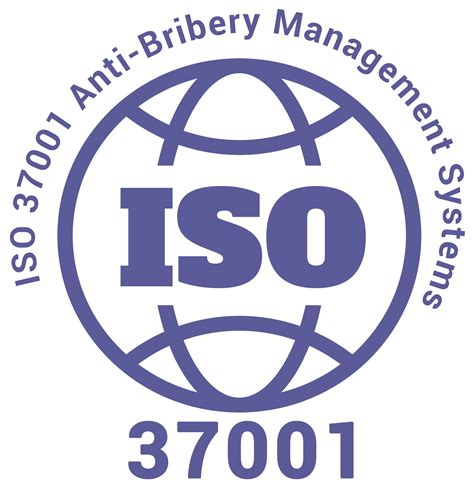 ISO 37001 Anti-Bribery Management Systems
ISO
37001